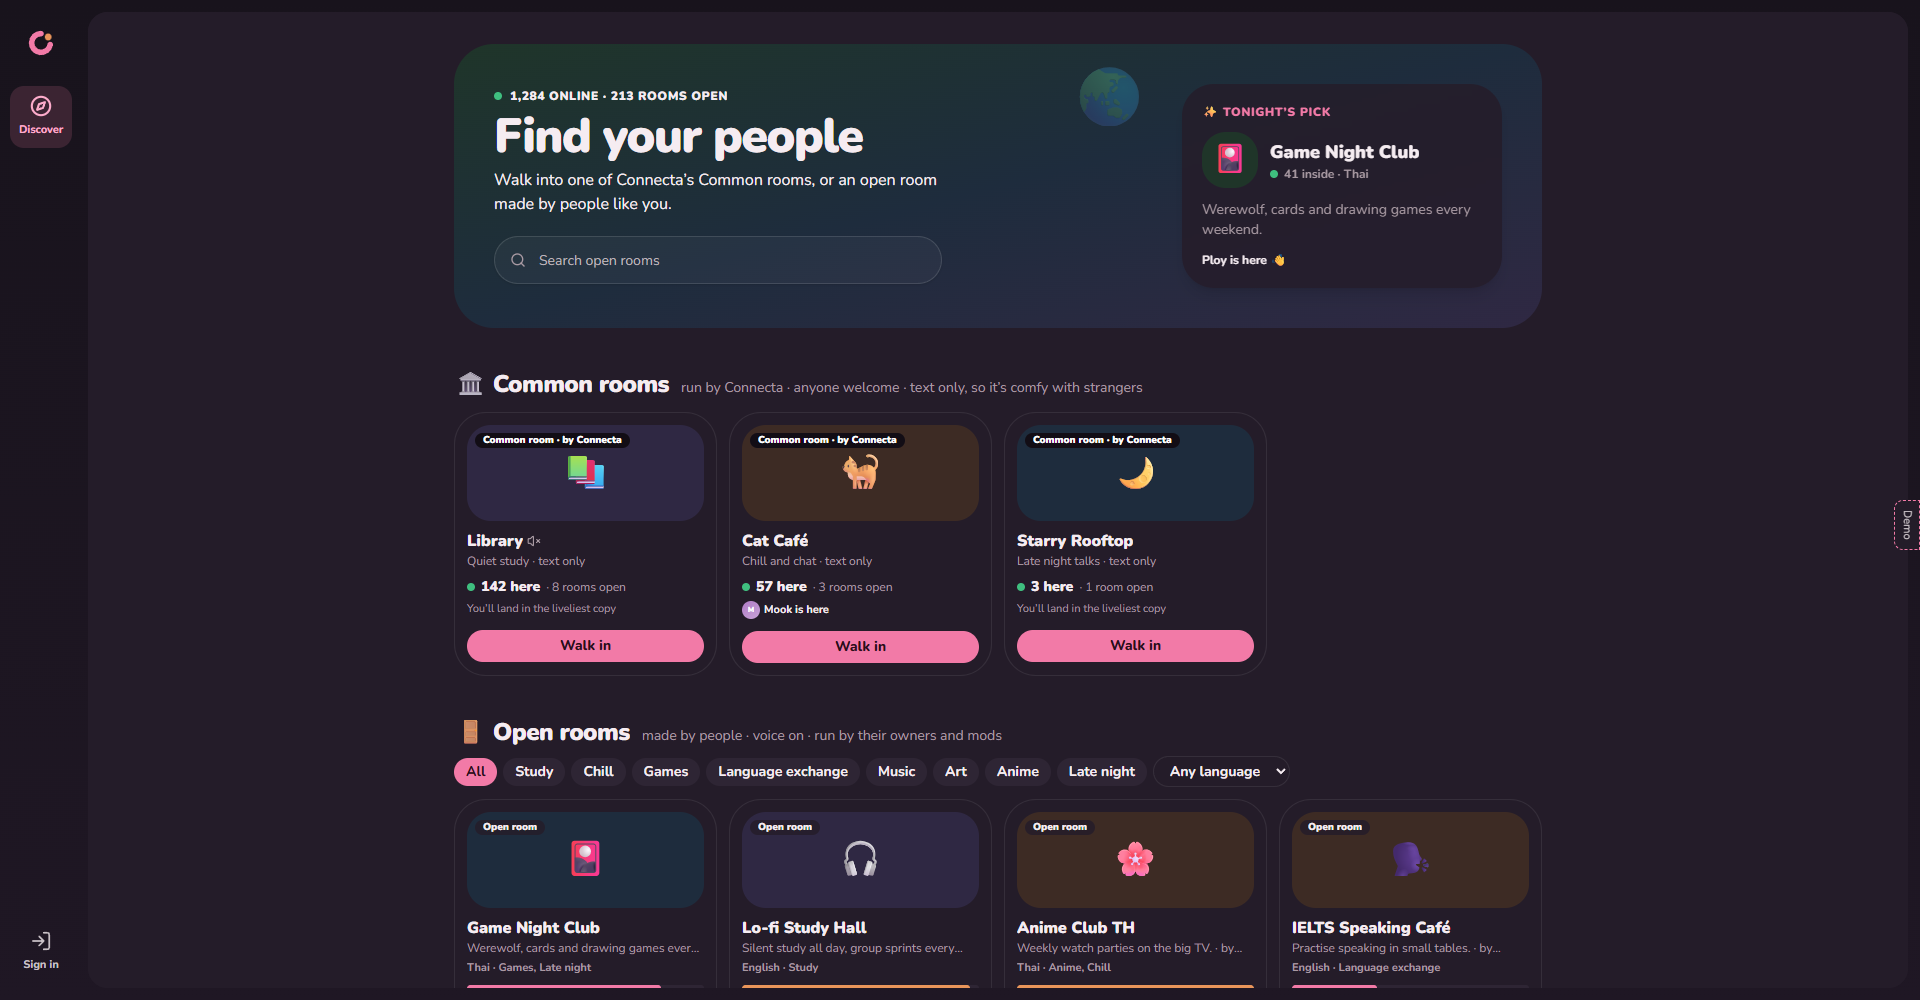 Discover
1,284 ONLINE · 213 ROOMS OPEN
Find your people
Walk into one of Connecta's Common rooms, or an open room
made by people like you.
Search open rooms
✨ TONIGHT'S PICK
Game Night Club
41 inside · Thai
Werewolf, cards and drawing games every
weekend.
Ploy is here 👋
Common rooms run by Connecta · anyone welcome · text only, so it's comfy with strangers
Common room · by Connecta
Library
Quiet study · text only
142 here · 8 rooms open
You'll land in the liveliest copy
Walk in
Common room · by Connecta
Cat Café
Chill and chat · text only
57 here · 3 rooms open
M Mook is here
Walk in
Common room · by Connecta
Starry Rooftop
Late night talks · text only
3 here · 1 room open
You'll land in the liveliest copy
Walk in
Demo
Open rooms made by people · voice on · run by their owners and mods
All Study Chill Games Language exchange Music Art Anime Late night Any language
Open room
Game Night Club
Werewolf, cards and drawing games ever...
Thai · Games, Late night
Open room
Lo-fi Study Hall
Silent study all day, group sprints every...
English · Study
Open room
Anime Club TH
Weekly watch parties on the big TV. · by...
Thai · Anime, Chill
Open room
IELTS Speaking Café
Practise speaking in small tables. · by...
English · Language exchange
Sign in